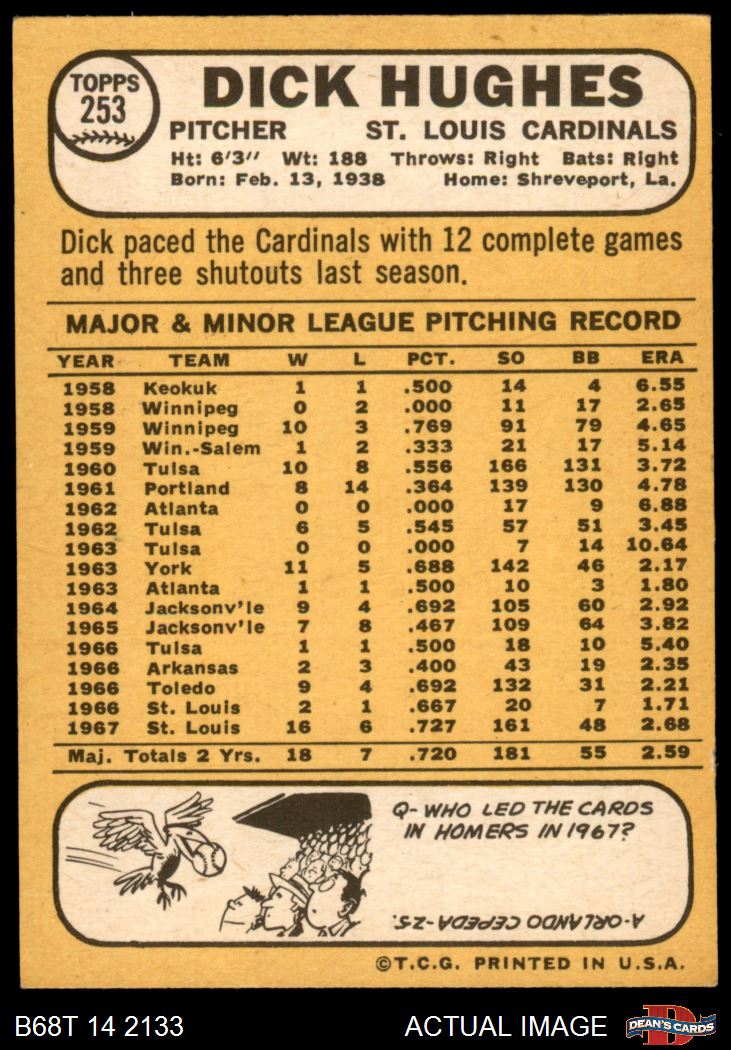 TOPPS
253
DICK HUGHES
PITCHER ST. LOUIS CARDINALS
Ht: 6'3" Wt: 188 Throws: Right Bats: Right
Born: Feb. 13, 1938 Home: Shreveport, La.
Dick paced the Cardinals with 12 complete games
and three shutouts last season.
MAJOR & MINOR LEAGUE PITCHING RECORD
YEAR TEAM W L PCT. SO BB ERA
1958 Keokuk 1 1 .500 14 4 6.55
1958 Winnipeg 0 2 .000 11 17 2.65
1959 Winnipeg 10 3 .769 91 79 4.65
1959 Win.-Salem 1 2 .333 21 17 5.14
1960 Tulsa 10 8 .556 166 131 3.72
1961 Portland 8 14 .364 139 130 4.78
1962 Atlanta 0 0 .000 17 9 6.88
1962 Tulsa 6 5 .545 57 51 3.45
1963 Tulsa 0 0 .000 7 14 10.64
1963 York 11 5 .688 142 46 2.17
1963 Atlanta 1 1 .500 10 3 1.80
1964 Jacksonv'le 9 4 .692 105 60 2.92
1965 Jacksonv'le 7 8 .467 109 64 3.82
1966 Tulsa 1 1 .500 18 10 5.40
1966 Arkansas 2 3 .400 43 19 2.35
1966 Toledo 9 4 .692 132 31 2.21
1966 St. Louis 2 1 .667 20 7 1.71
1967 St. Louis 16 6 .727 161 48 2.68
Maj. Totals 2 Yrs. 18 7 .720 181 55 2.59
Q-WHO LED THE CARDS
IN HOMERS IN 1967?
A-ORLANDO CEPEDA-25.
©T.C.G. PRINTED IN U.S.A.
B68T 14 2133 ACTUAL IMAGE DEAN'S CARDS